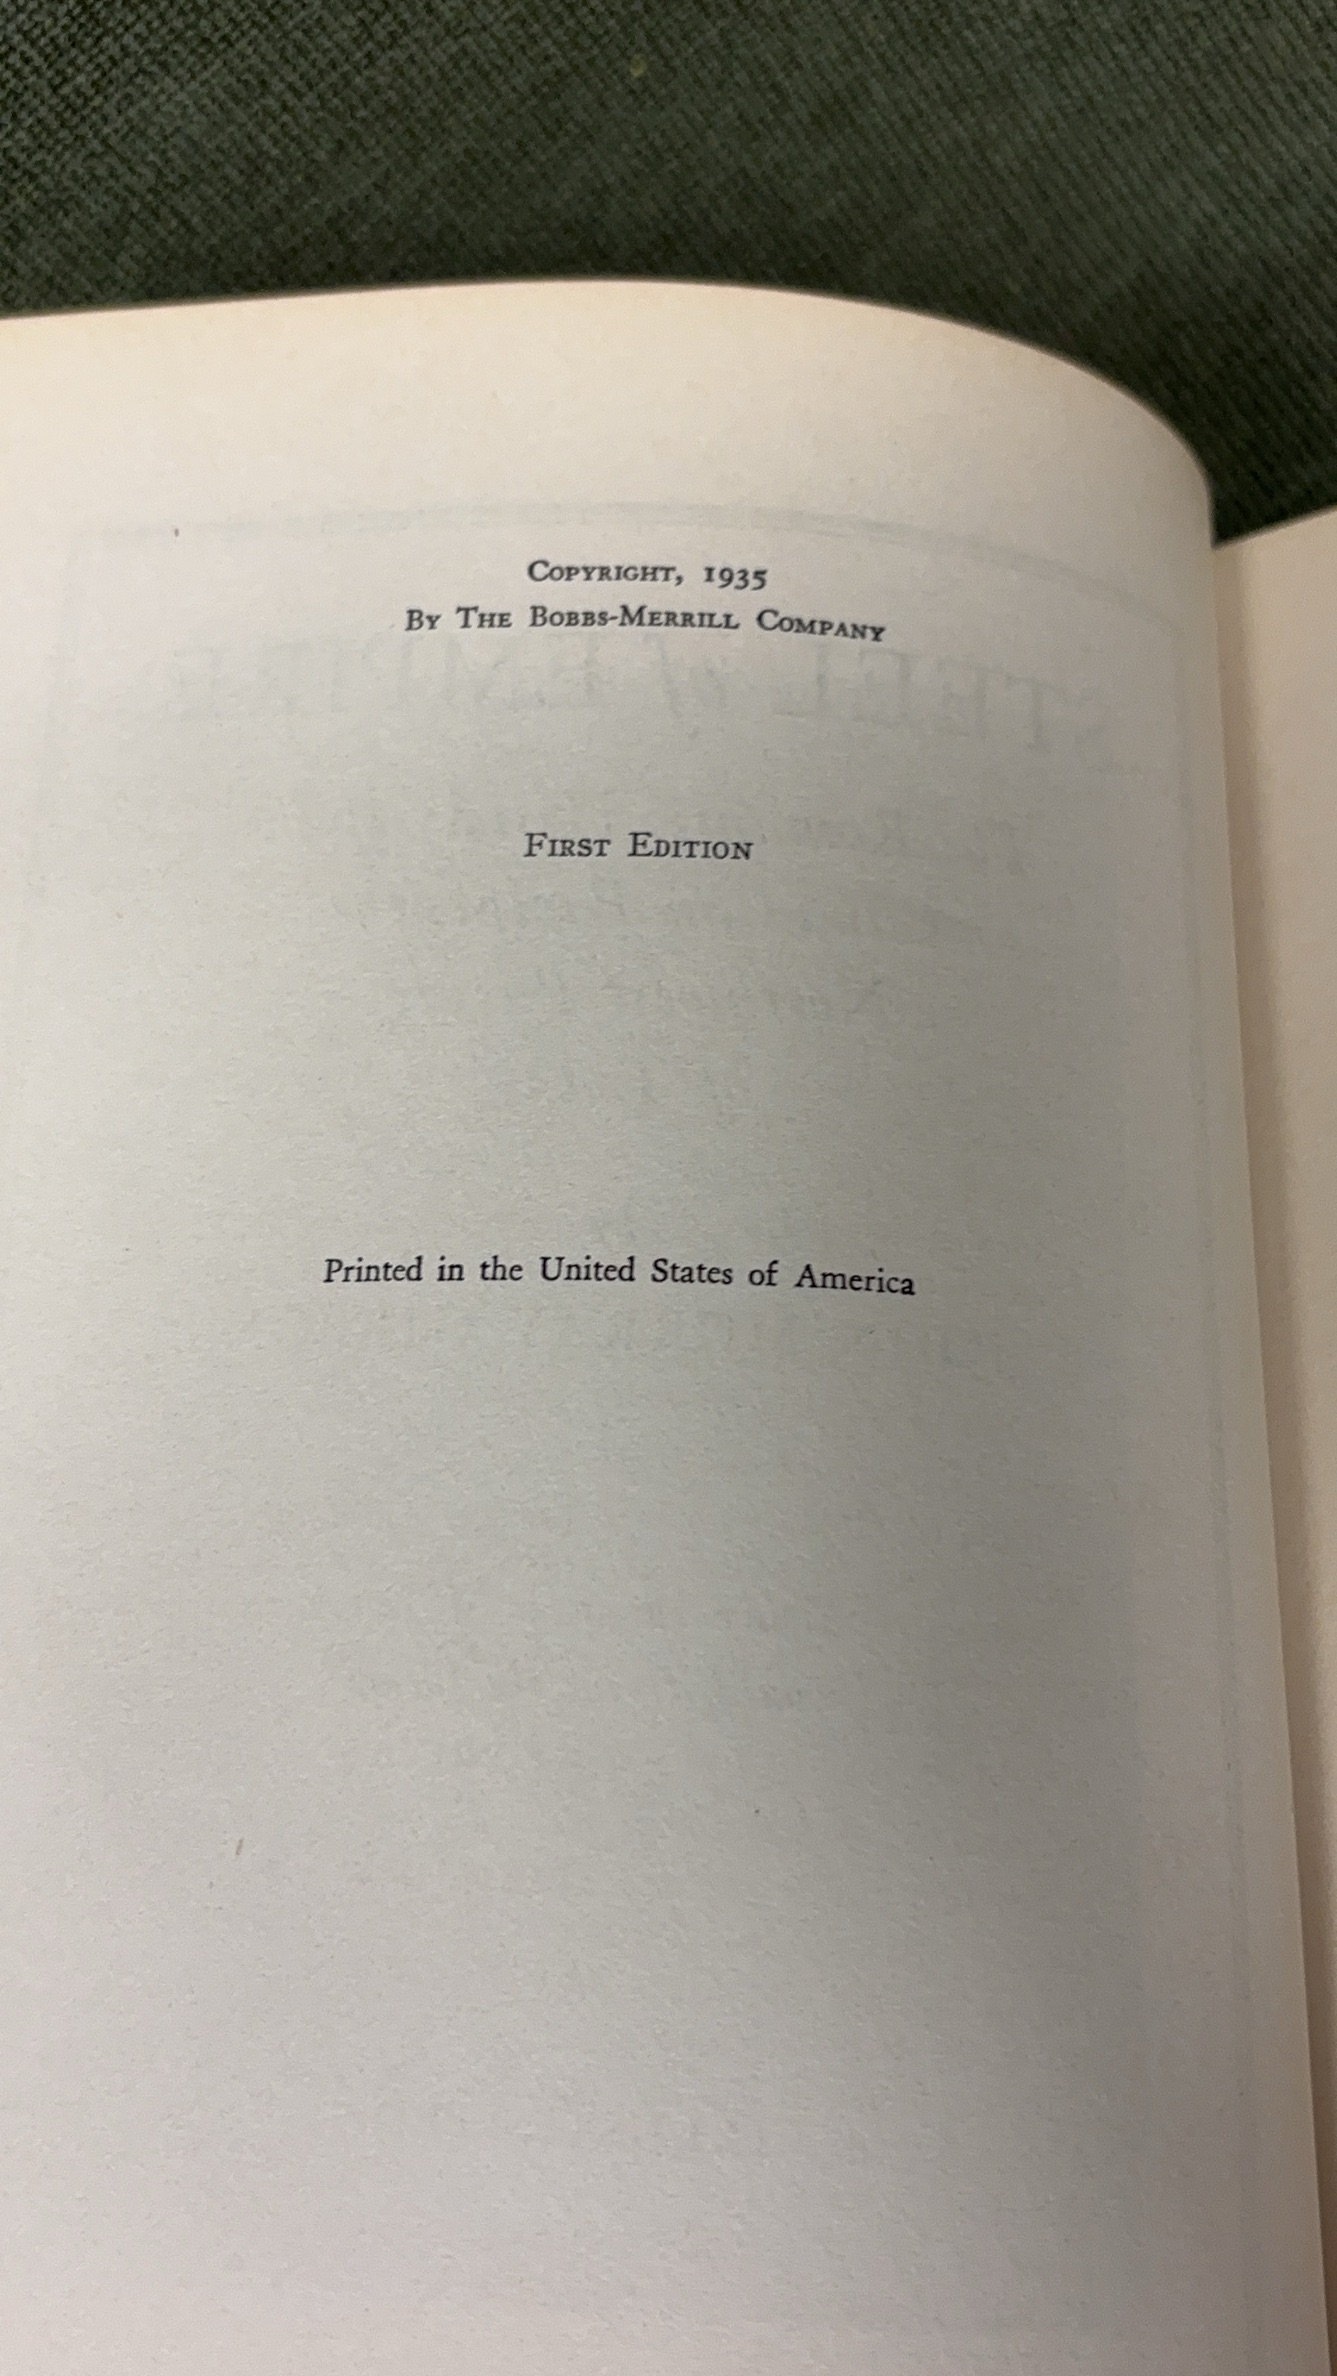 Copyright, 1935
By The Bobbs-Merrill Company
First Edition
Printed in the United States of America